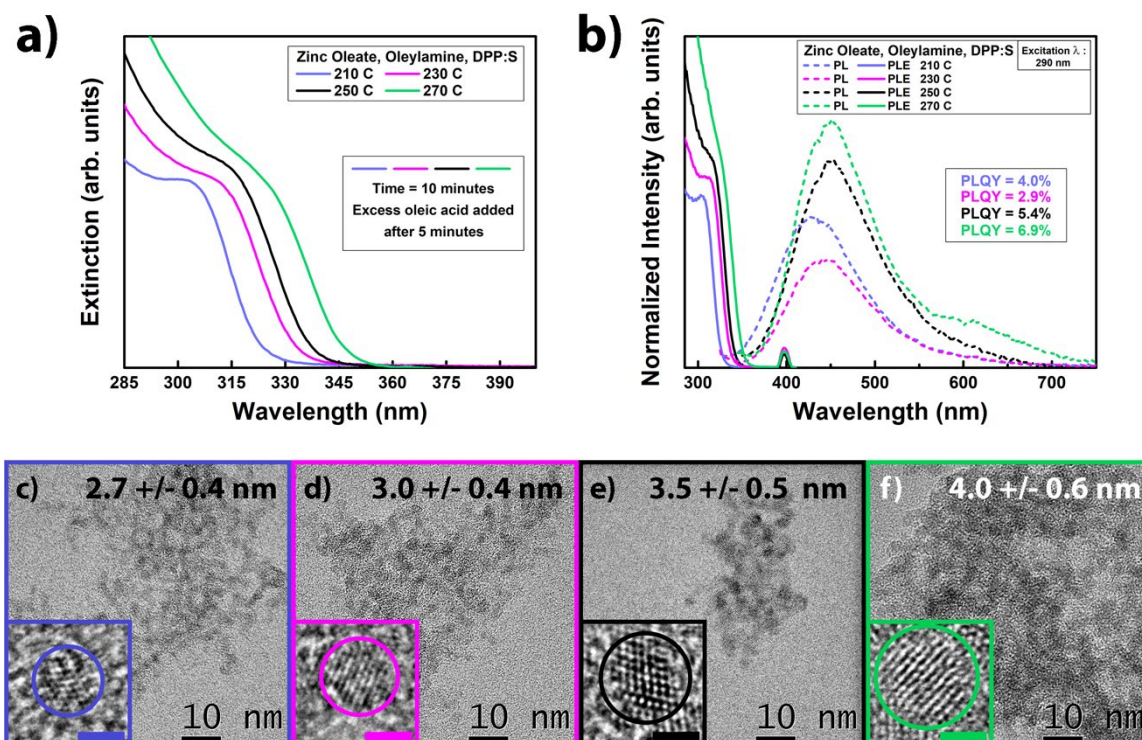 a)
Extinction (arb. units)
Zinc Oleate, Oleylamine, DPP:S
210 C 230 C
250 C 270 C
Time = 10 minutes
Excess oleic acid added
after 5 minutes
285 300 315 330 345 360 375 390
Wavelength (nm)
b)
Normalized Intensity (arb. units)
Zinc Oleate, Oleylamine, DPP:S
PL PLE 210 C
PL PLE 230 C
PL PLE 250 C
PL PLE 270 C
Excitation λ :
290 nm
PLQY = 4.0%
PLQY = 2.9%
PLQY = 5.4%
PLQY = 6.9%
300 400 500 600 700
Wavelength (nm)
c) 2.7 +/- 0.4 nm
10 nm
d) 3.0 +/- 0.4 nm
10 nm
e) 3.5 +/- 0.5 nm
10 nm
f) 4.0 +/- 0.6 nm
10 nm